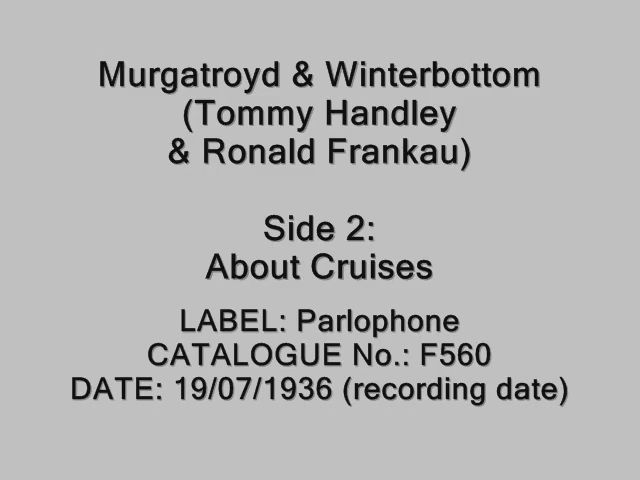 Murgatroyd & Winterbottom
(Tommy Handley
& Ronald Frankau)
Side 2:
About Cruises
LABEL: Parlophone
CATALOGUE No.: F560
DATE: 19/07/1936 (recording date)